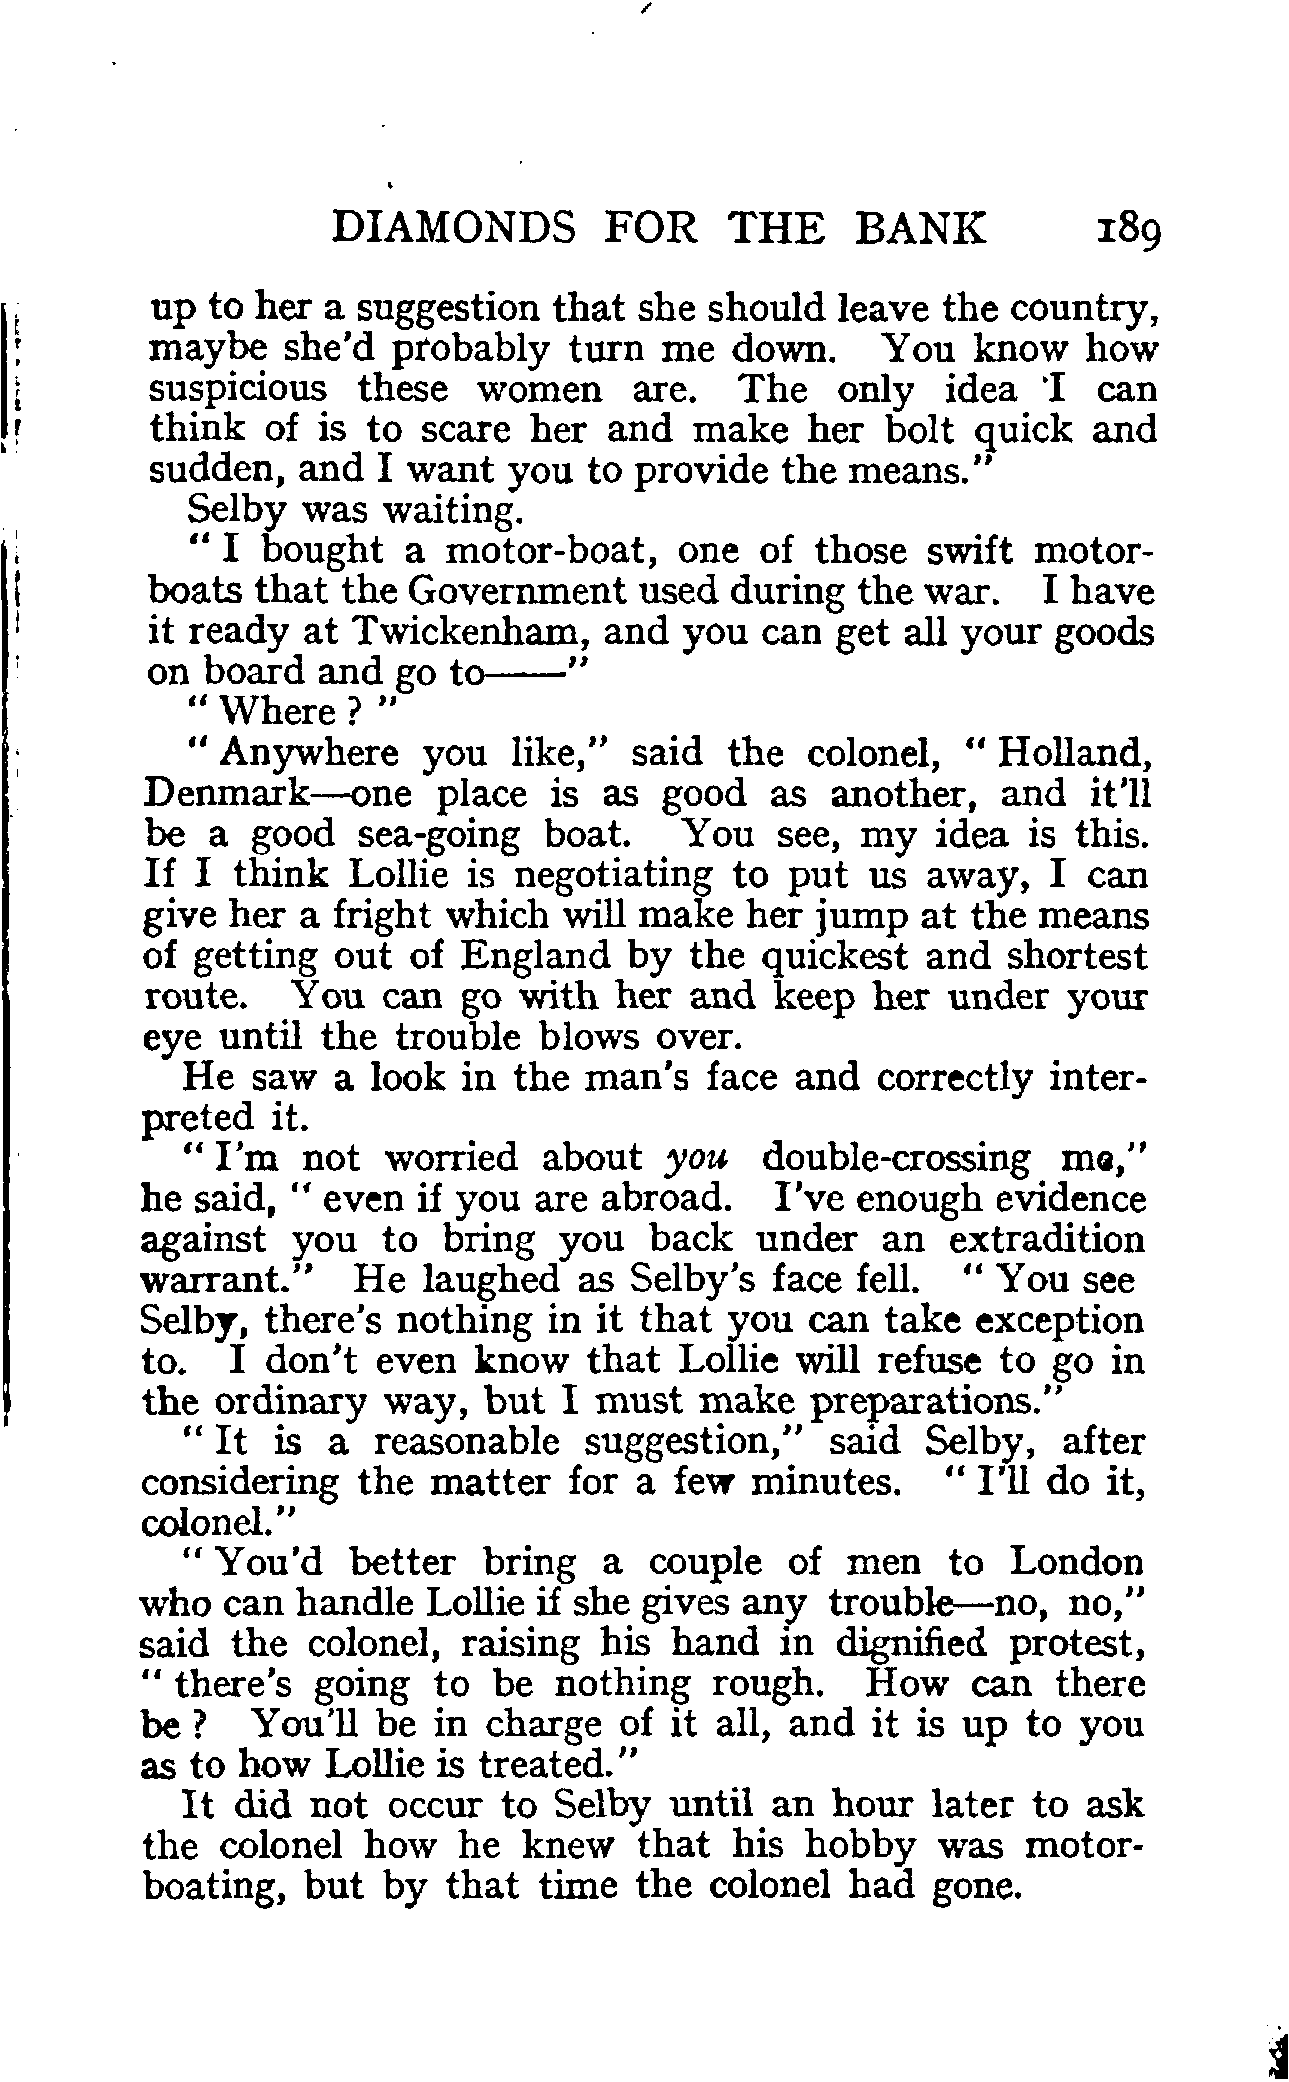 DIAMONDS FOR THE BANK 189
up to her a suggestion that she should leave the country,
maybe she'd probably turn me down. You know how
suspicious these women are. The only idea I can
think of is to scare her and make her bolt quick and
sudden, and I want you to provide the means."
Selby was waiting.
" I bought a motor-boat, one of those swift motor-
boats that the Government used during the war. I have
it ready at Twickenham, and you can get all your goods
on board and go to——"
" Where ? "
" Anywhere you like," said the colonel, " Holland,
Denmark—one place is as good as another, and it'll
be a good sea-going boat. You see, my idea is this.
If I think Lollie is negotiating to put us away, I can
give her a fright which will make her jump at the means
of getting out of England by the quickest and shortest
route. You can go with her and keep her under your
eye until the trouble blows over.
He saw a look in the man's face and correctly inter-
preted it.
" I'm not worried about you double-crossing me,"
he said, " even if you are abroad. I've enough evidence
against you to bring you back under an extradition
warrant." He laughed as Selby's face fell. " You see
Selby, there's nothing in it that you can take exception
to. I don't even know that Lollie will refuse to go in
the ordinary way, but I must make preparations."
" It is a reasonable suggestion," said Selby, after
considering the matter for a few minutes. " I'll do it,
colonel."
" You'd better bring a couple of men to London
who can handle Lollie if she gives any trouble—no, no,"
said the colonel, raising his hand in dignified protest,
" there's going to be nothing rough. How can there
be ? You'll be in charge of it all, and it is up to you
as to how Lollie is treated."
It did not occur to Selby until an hour later to ask
the colonel how he knew that his hobby was motor-
boating, but by that time the colonel had gone.